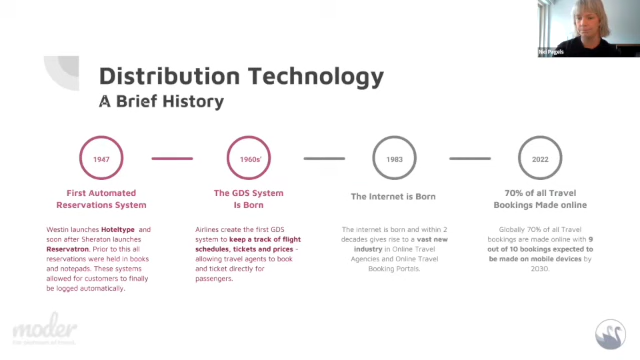 Distribution Technology
A Brief History
1947
1960s'
1983
2022
First Automated
Reservations System
Westin launches Hoteltype and
soon after Sheraton launches
Reservatron. Prior to this all
reservations were held in books
and notepads. These systems
allowed for customers to finally
be logged automatically.
The GDS System
Is Born
Airlines create the first GDS
system to keep a track of flight
schedules, tickets and prices -
allowing travel agents to book
and ticket directly for
passengers.
The Internet is Born
The internet is born and within 2
decades gives rise to a vast new
industry in Online Travel
Agencies and Online Travel
Booking Portals.
70% of all Travel
Bookings Made online
Globally 70% of all Travel
bookings are made online with 9
out of 10 bookings expected to
be made on mobile devices by
2030.
moder